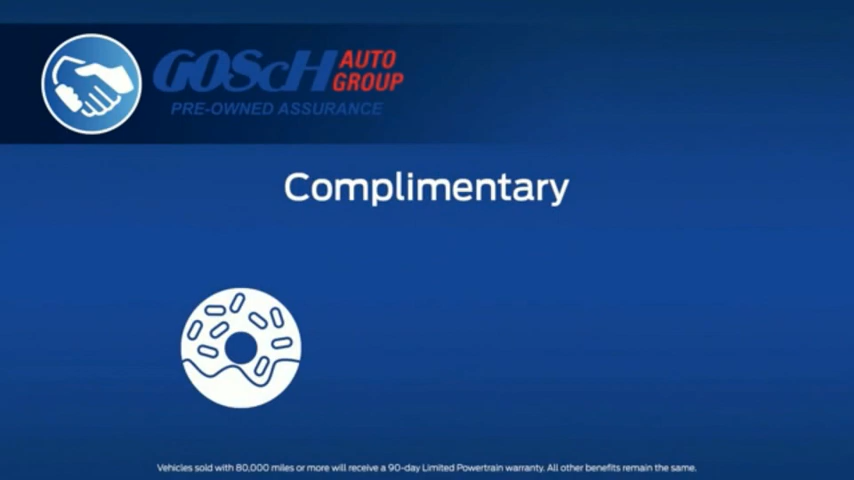 GOScH AUTO GROUP
PRE-OWNED ASSURANCE
Complimentary
Vehicles sold with 80,000 miles or more will receive a 90-day Limited Powertrain warranty. All other benefits remain the same.